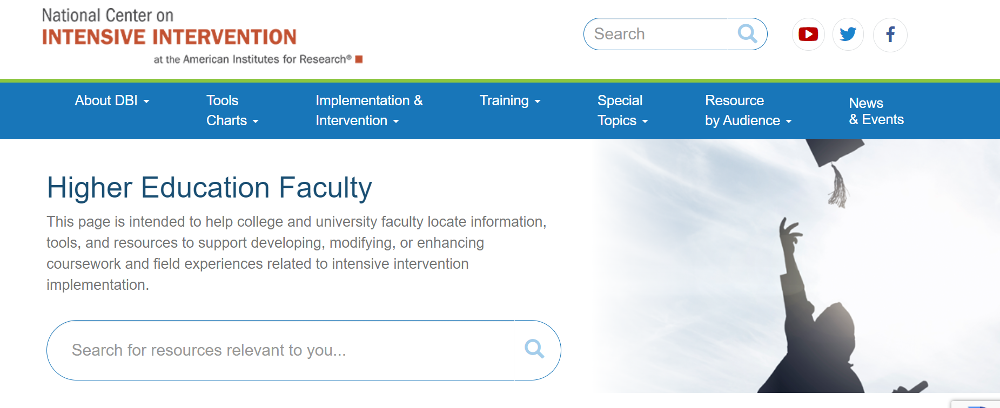 National Center on
INTENSIVE INTERVENTION
at the American Institutes for Research®
Search
About DBI
Tools
Charts
Implementation &
Intervention
Training
Special
Topics
Resource
by Audience
News
& Events
Higher Education Faculty
This page is intended to help college and university faculty locate information,
tools, and resources to support developing, modifying, or enhancing
coursework and field experiences related to intensive intervention
implementation.
Search for resources relevant to you...